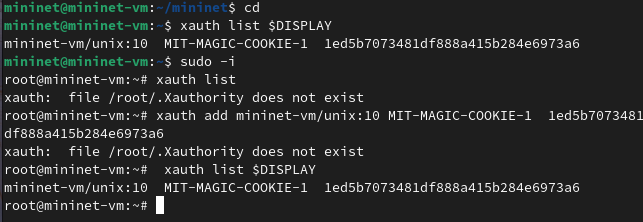 mininet@mininet-vm:~/mininet$ cd
mininet@mininet-vm:~$ xauth list $DISPLAY
mininet-vm/unix:10  MIT-MAGIC-COOKIE-1  1ed5b7073481df888a415b284e6973a6
mininet@mininet-vm:~$ sudo -i
root@mininet-vm:~# xauth list
xauth:  file /root/.Xauthority does not exist
root@mininet-vm:~# xauth add mininet-vm/unix:10 MIT-MAGIC-COOKIE-1  1ed5b7073481
df888a415b284e6973a6
xauth:  file /root/.Xauthority does not exist
root@mininet-vm:~#  xauth list $DISPLAY
mininet-vm/unix:10  MIT-MAGIC-COOKIE-1  1ed5b7073481df888a415b284e6973a6
root@mininet-vm:~#